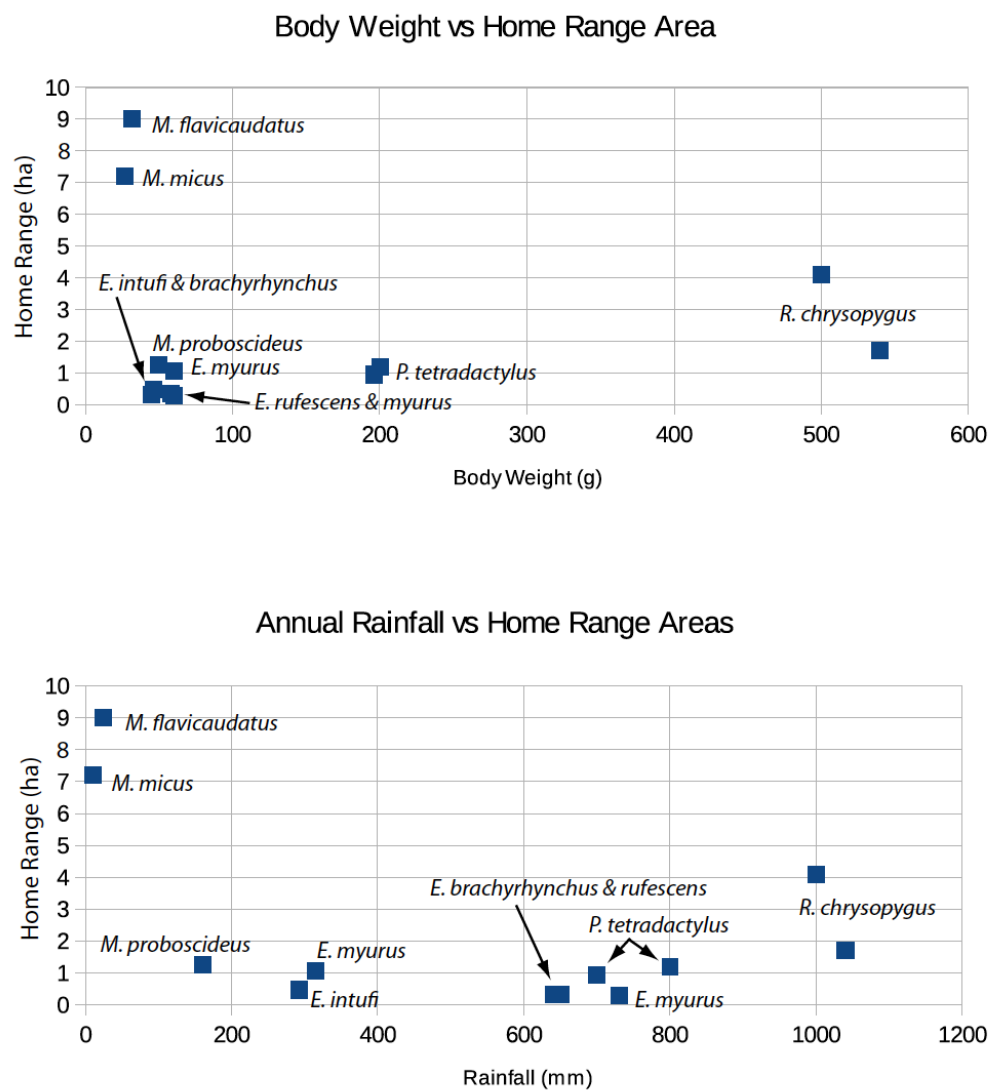 Body Weight vs Home Range Area
10
9
M. flavicaudatus
8
7
M. micus
6
5
4
E. intufi & brachyrhynchus
3
R. chrysopygus
2
M. proboscideus
E. myurus
1
P. tetradactylus
E. rufescens & myurus
0
Home Range (ha)
0 100 200 300 400 500 600
Body Weight (g)
Annual Rainfall vs Home Range Areas
10
9
M. flavicaudatus
8
7
M. micus
6
5
4
E. brachyrhynchus & rufescens
3
R. chrysopygus
P. tetradactylus
2
M. proboscideus
E. myurus
1
E. intufi
E. myurus
0
Home Range (ha)
0 200 400 600 800 1000 1200
Rainfall (mm)